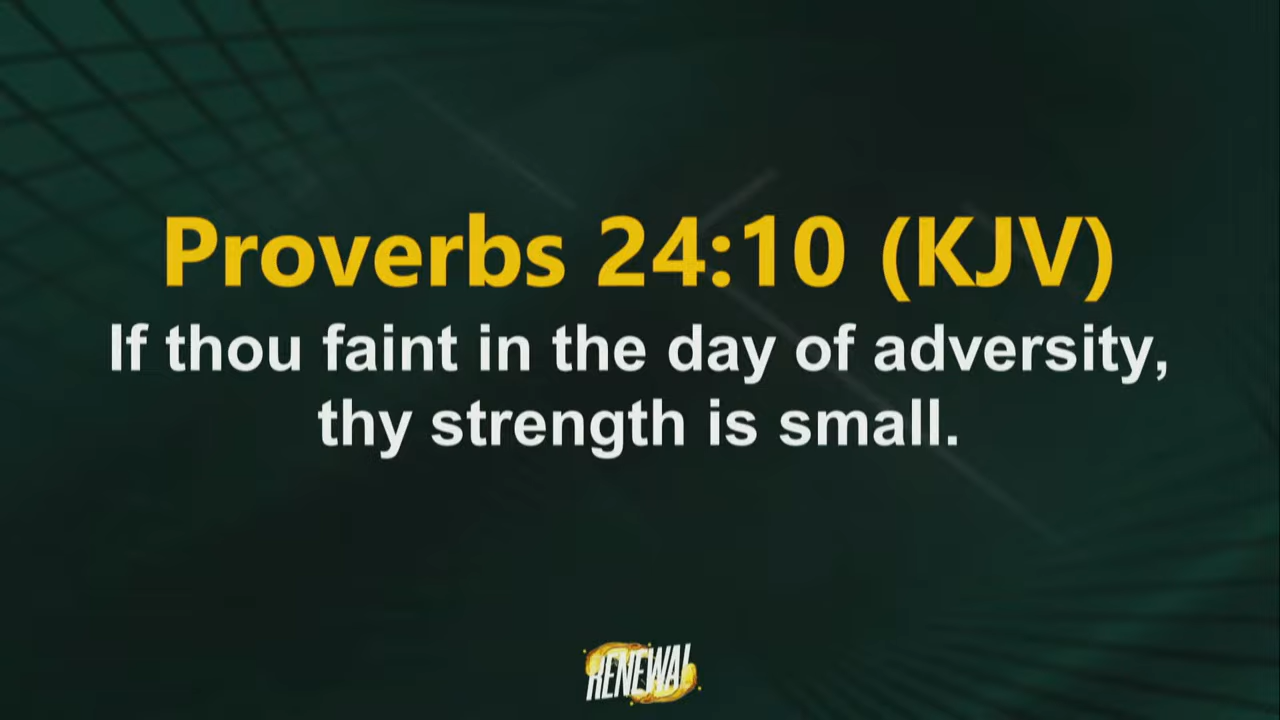 Proverbs 24:10 (KJV)
If thou faint in the day of adversity,
thy strength is small.
RENEWAL